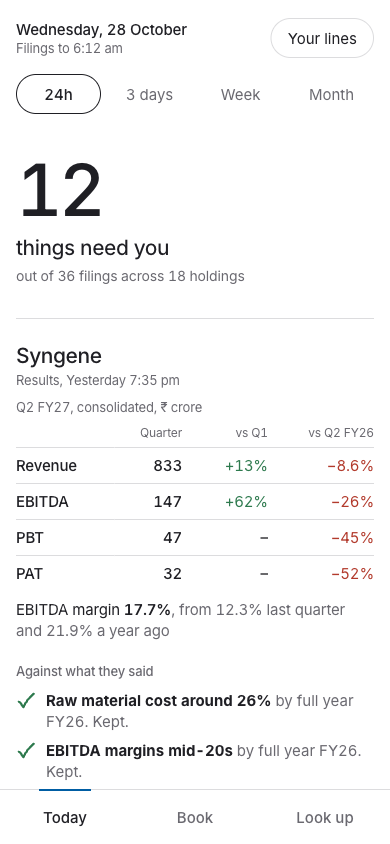 Wednesday, 28 October
Filings to 6:12 am
Your lines
24h 3 days Week Month
12
things need you
out of 36 filings across 18 holdings
Syngene
Results, Yesterday 7:35 pm
Q2 FY27, consolidated, ₹ crore
Quarter vs Q1 vs Q2 FY26
Revenue 833 +13% −8.6%
EBITDA 147 +62% −26%
PBT 47 – −45%
PAT 32 – −52%
EBITDA margin 17.7%, from 12.3% last quarter
and 21.9% a year ago
Against what they said
Raw material cost around 26% by full year
FY26. Kept.
EBITDA margins mid-20s by full year FY26.
Kept.
Today Book Look up